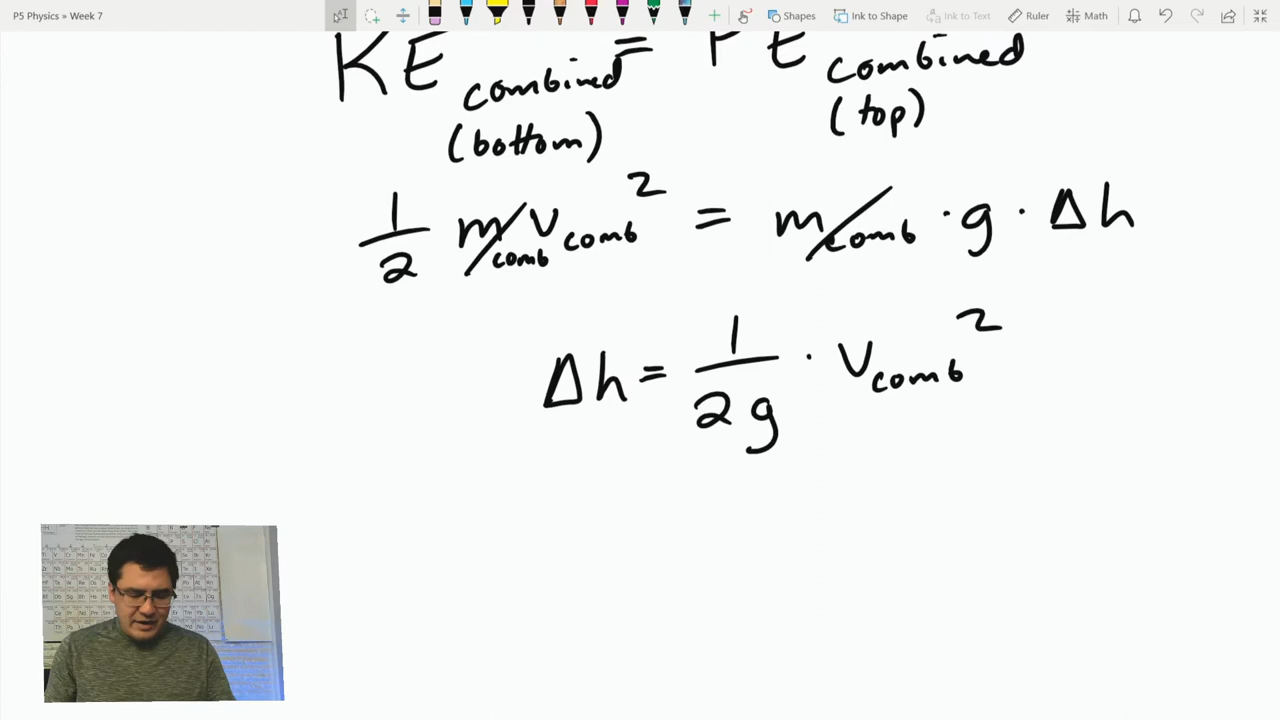 P5 Physics » Week 7
Shapes Ink to Shape Ink to Text Ruler Math
KE combined = PE combined
(bottom) (top)
1/2 m comb v comb ² = m comb · g · Δh
Δh = 1/2g · v comb ²